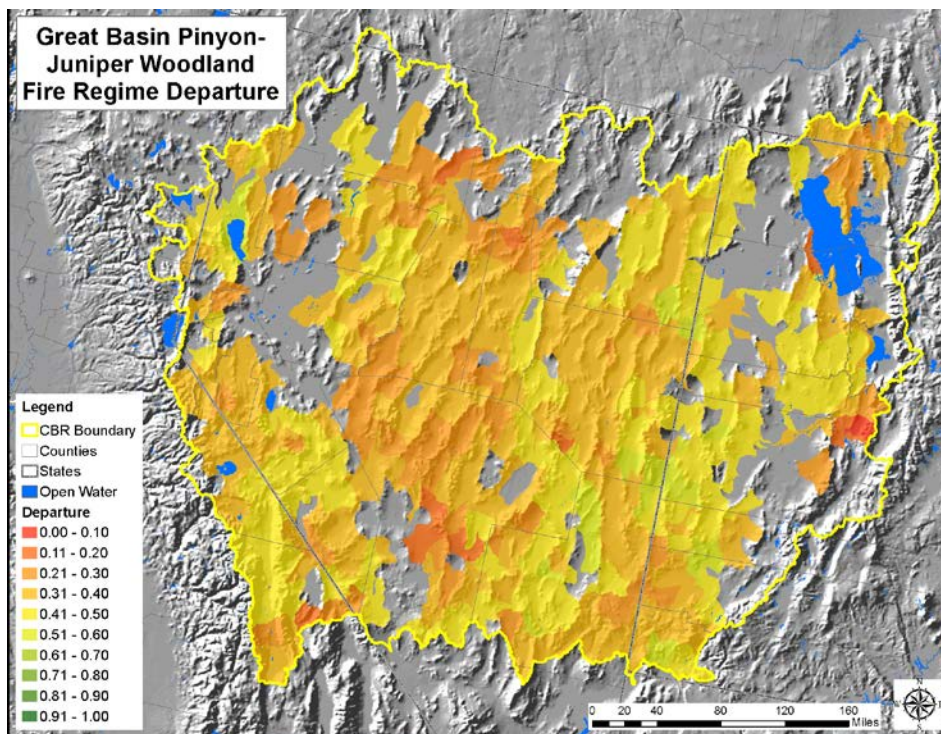 Great Basin Pinyon-
Juniper Woodland
Fire Regime Departure
Legend
CBR Boundary
Counties
States
Open Water
Departure
0.00 - 0.10
0.11 - 0.20
0.21 - 0.30
0.31 - 0.40
0.41 - 0.50
0.51 - 0.60
0.61 - 0.70
0.71 - 0.80
0.81 - 0.90
0.91 - 1.00
N
0 20 40 80 120 160
Miles